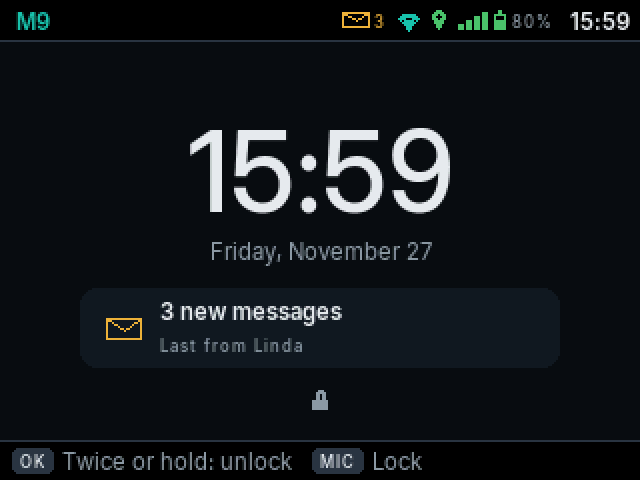 M9 3 80% 15:59
15:59
Friday, November 27
3 new messages
Last from Linda
OK Twice or hold: unlock MIC Lock